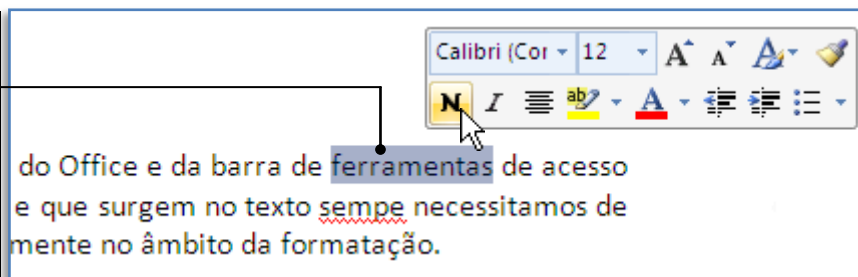 Calibri (Cor 12 A A A
N I ab A
do Office e da barra de ferramentas de acesso
e que surgem no texto sempe necessitamos de
mente no âmbito da formatação.